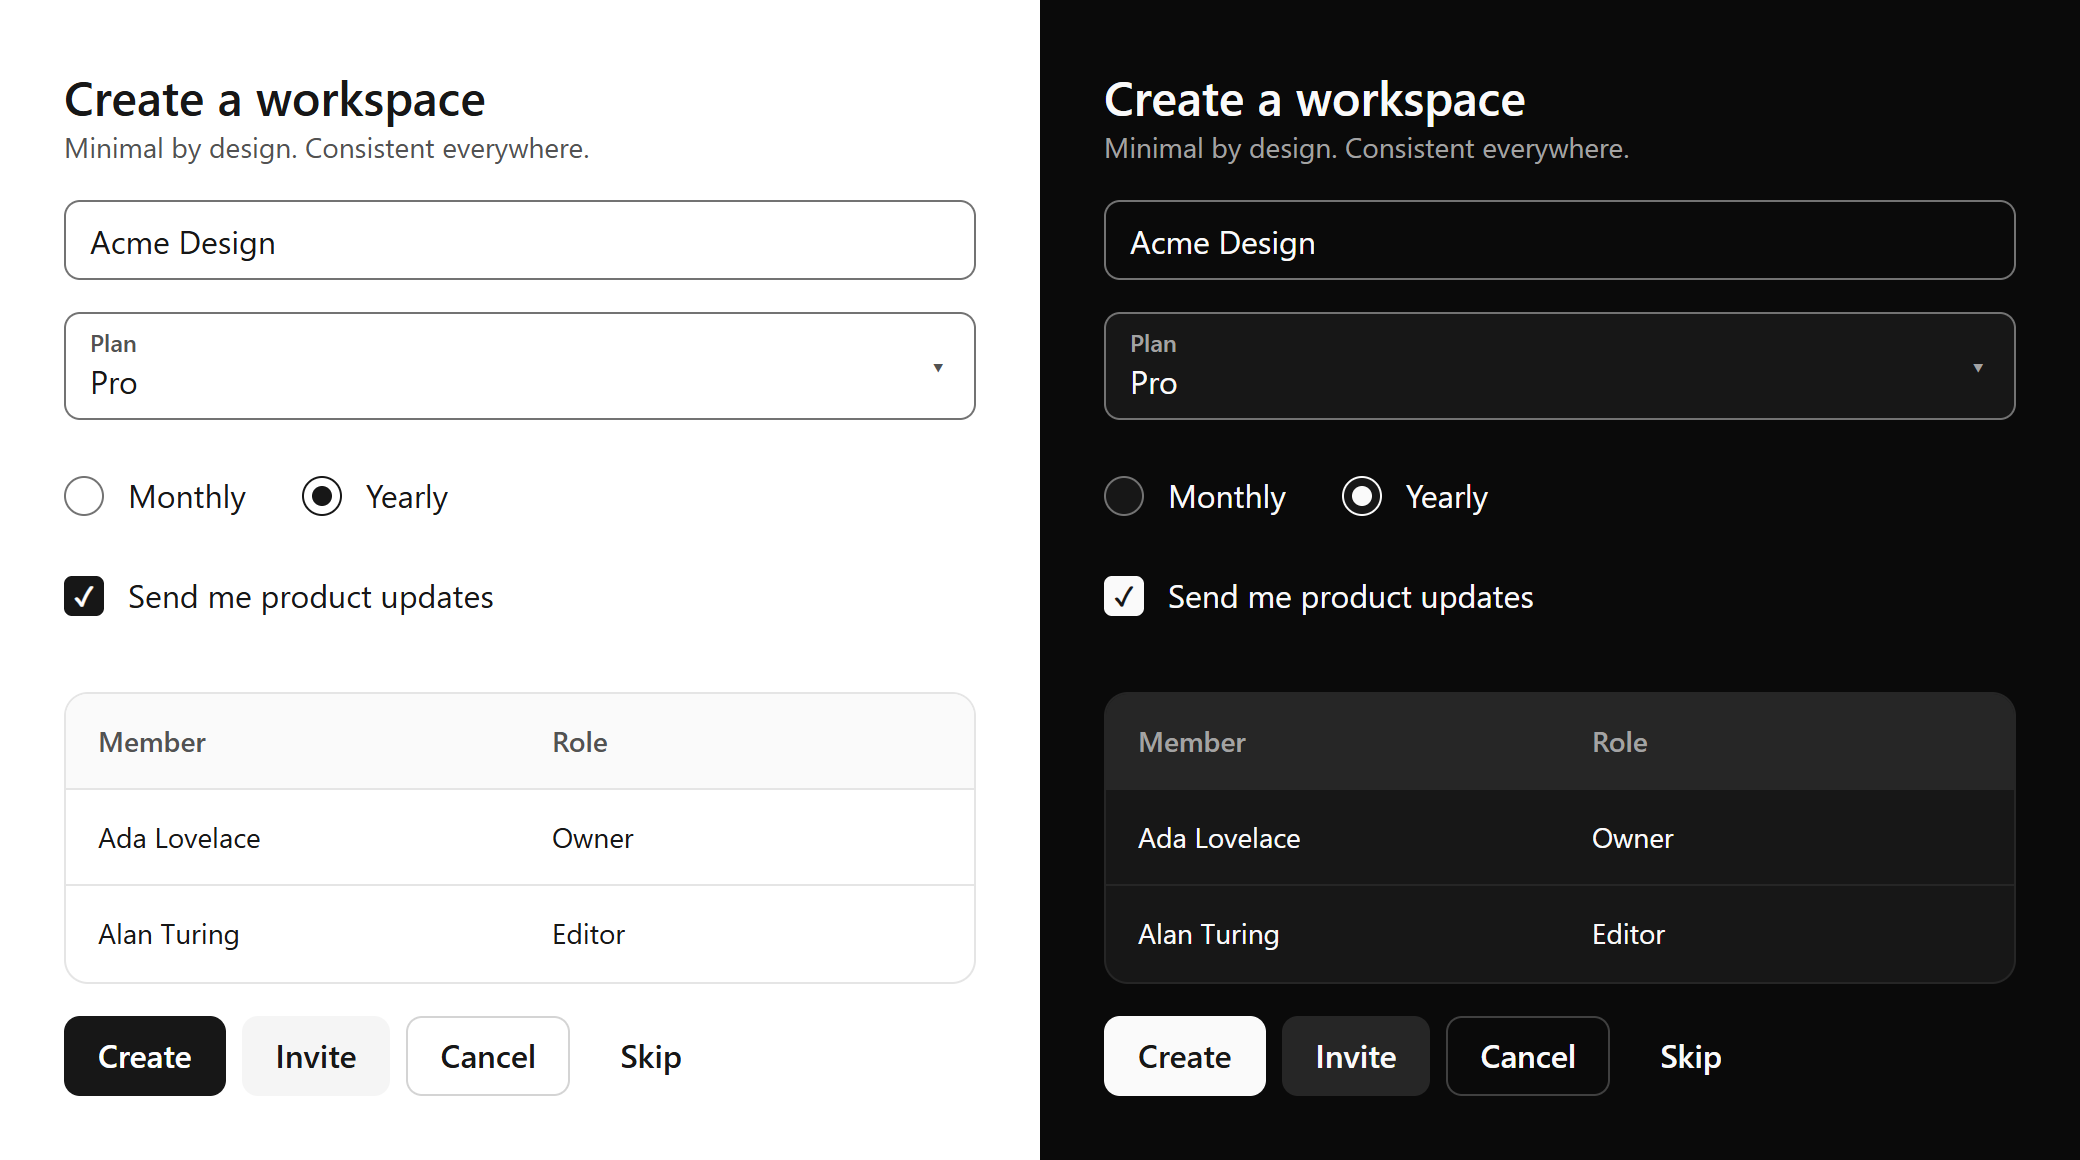 Create a workspace
Minimal by design. Consistent everywhere.
Acme Design
Plan
Pro
Monthly Yearly
Send me product updates
Member Role
Ada Lovelace Owner
Alan Turing Editor
Create Invite Cancel Skip
Create a workspace
Minimal by design. Consistent everywhere.
Acme Design
Plan
Pro
Monthly Yearly
Send me product updates
Member Role
Ada Lovelace Owner
Alan Turing Editor
Create Invite Cancel Skip